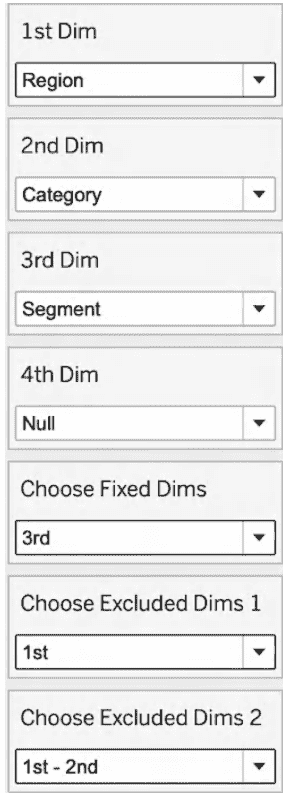 1st Dim
Region
2nd Dim
Category
3rd Dim
Segment
4th Dim
Null
Choose Fixed Dims
3rd
Choose Excluded Dims 1
1st
Choose Excluded Dims 2
1st - 2nd